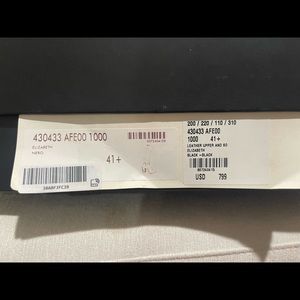 430433 AFE00 1000
ELIZABETH
NERO
41+
38ABF3FC39
200 / 220 / 110 / 310
430433 AFE00
1000 41+
LEATHER UPPER AND SO
ELIZABETH
BLACK +BLACK
USD 799